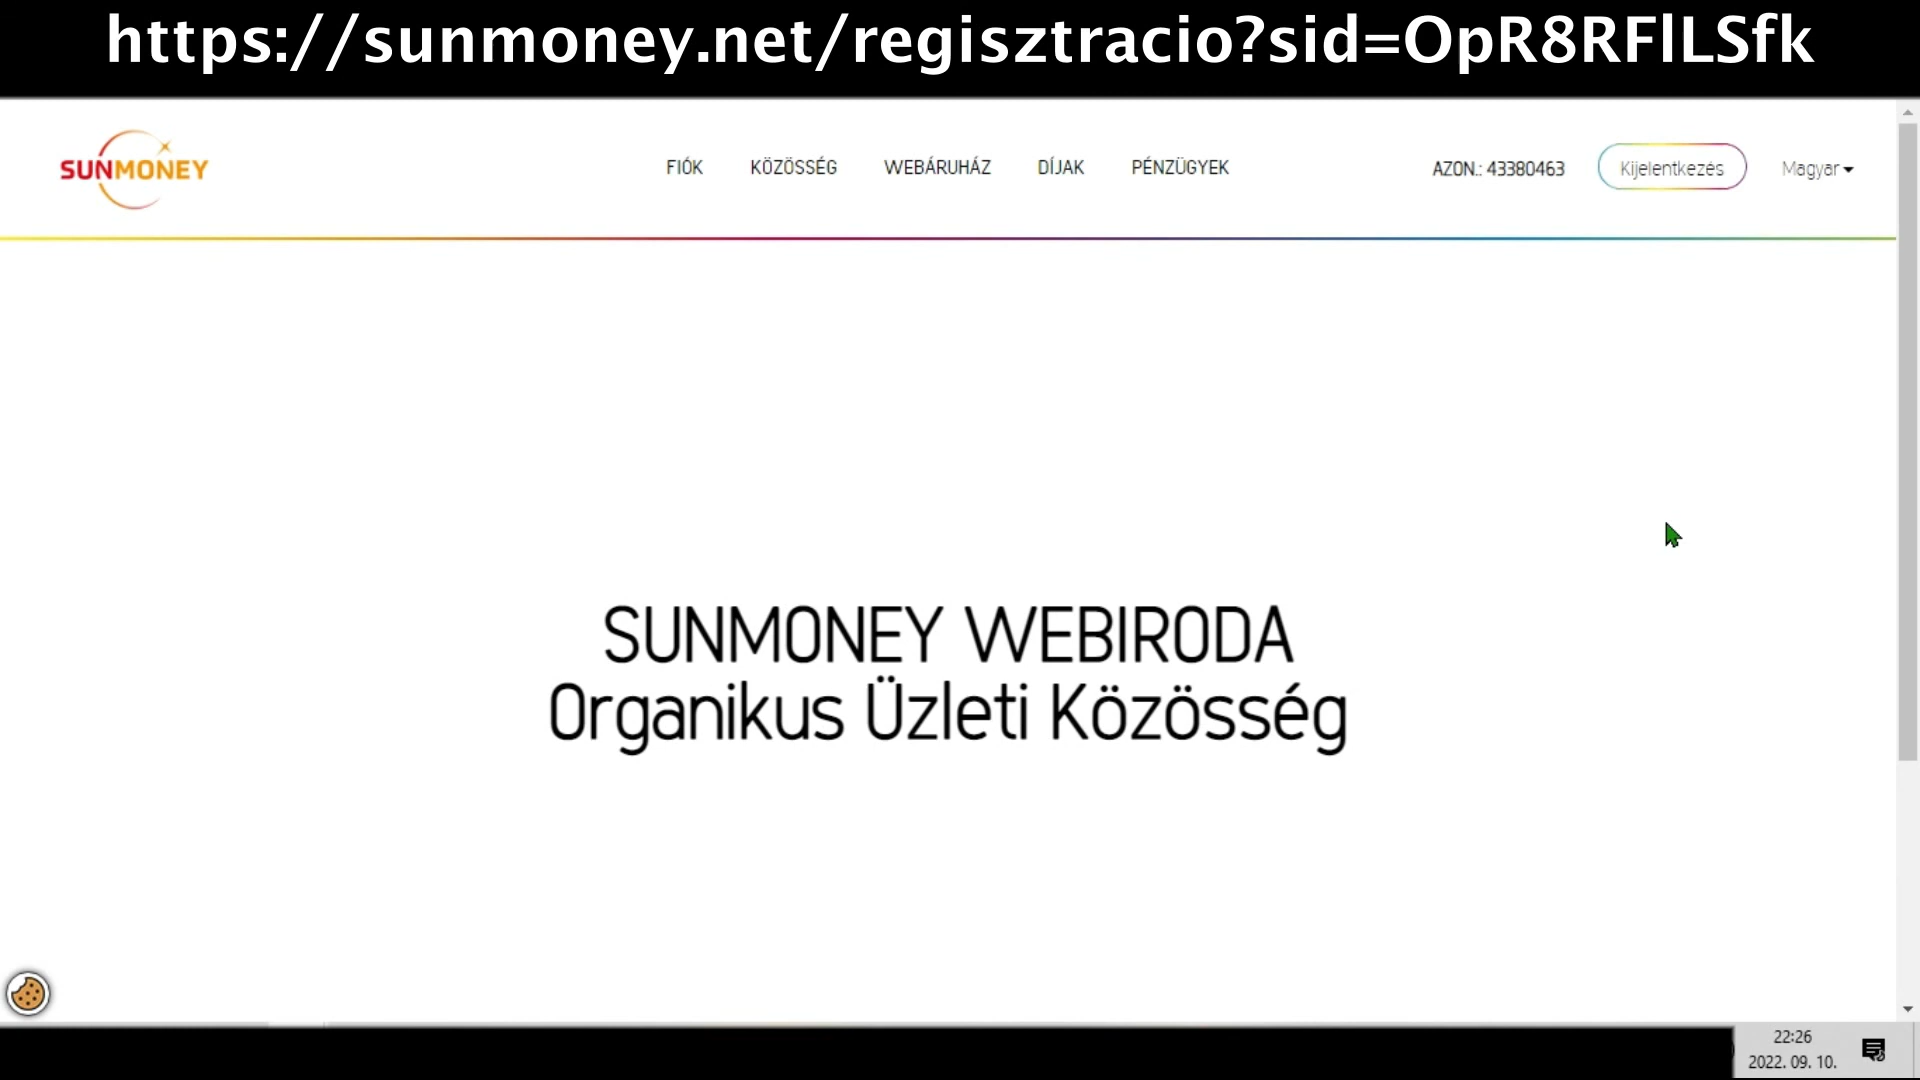 https://sunmoney.net/regisztracio?sid=OpR8RFlLSfk
SUNMONEY
FIÓK KÖZÖSSÉG WEBÁRUHÁZ DÍJAK PÉNZÜGYEK AZON.: 43380463 Kijelentkezés Magyar
SUNMONEY WEBIRODA
Organikus Üzleti Közösség
22:26
2022. 09. 10.